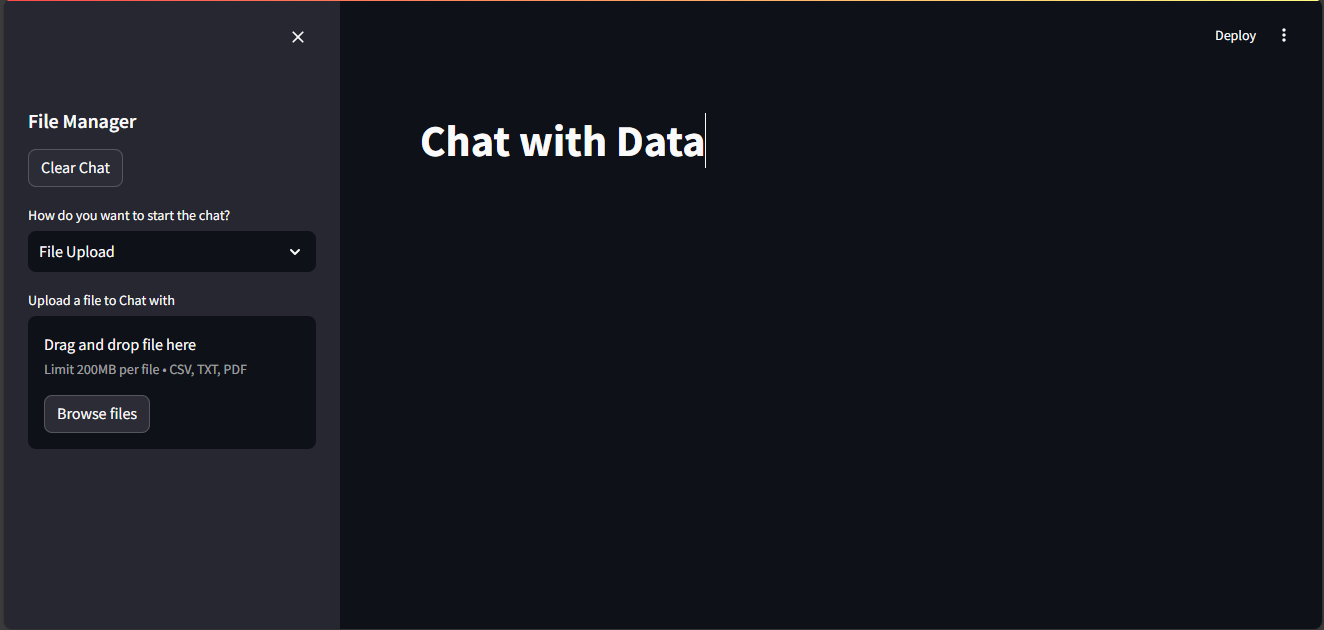 Deploy
File Manager
Clear Chat
How do you want to start the chat?
File Upload
Upload a file to Chat with
Drag and drop file here
Limit 200MB per file • CSV, TXT, PDF
Browse files
Chat with Data